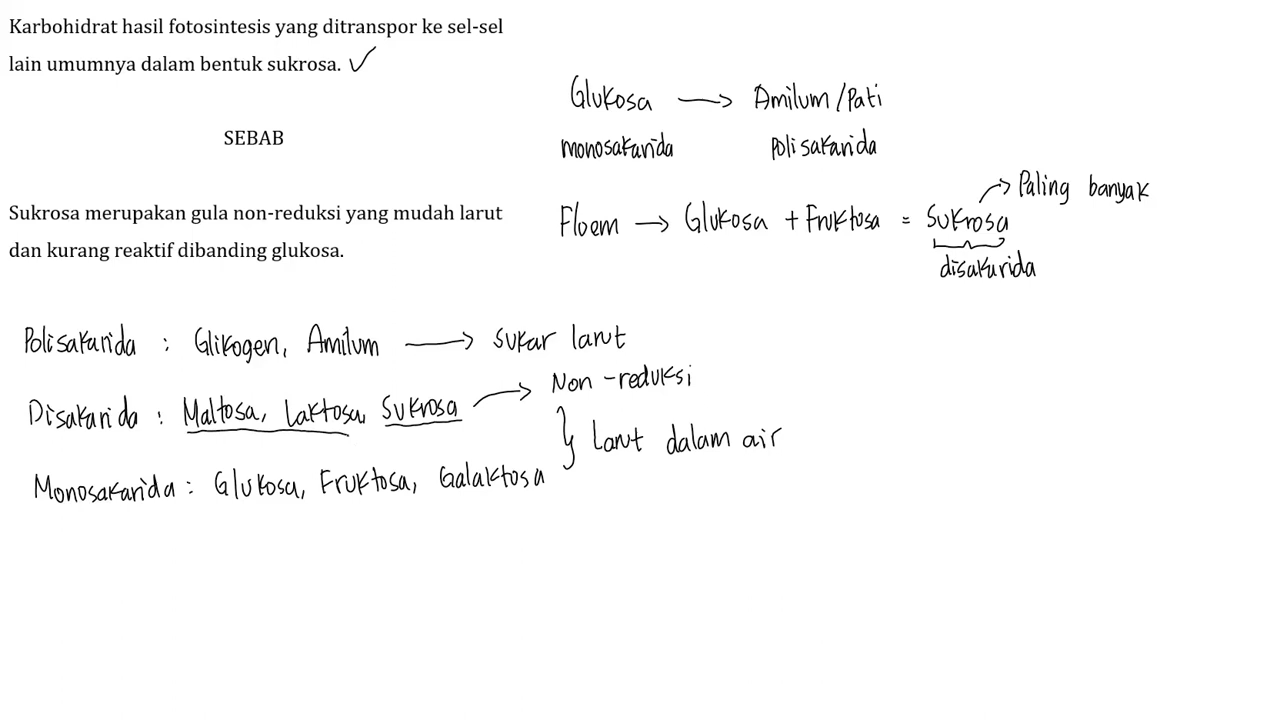 Karbohidrat hasil fotosintesis yang ditranspor ke sel-sel
lain umumnya dalam bentuk sukrosa. ✓
SEBAB
Sukrosa merupakan gula non-reduksi yang mudah larut
dan kurang reaktif dibanding glukosa.
Glukosa → Amilum/Pati
monosakarida polisakarida
Floem → Glukosa + Fruktosa = Sukrosa → Paling banyak
disakarida
Polisakarida : Glikogen, Amilum → sukar larut
Disakarida : Maltosa, Laktosa, Sukrosa → Non-reduksi
} Larut dalam air
Monosakarida : Glukosa, Fruktosa, Galaktosa